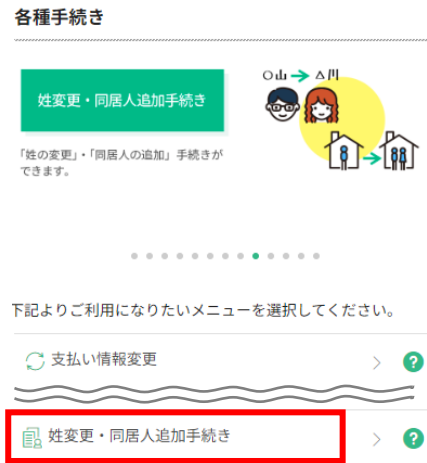 各種手続き
姓変更・同居人追加手続き
〇山 → △川
「姓の変更」・「同居人の追加」手続きが
できます。
下記よりご利用になりたいメニューを選択してください。
支払い情報変更
?
姓変更・同居人追加手続き
?